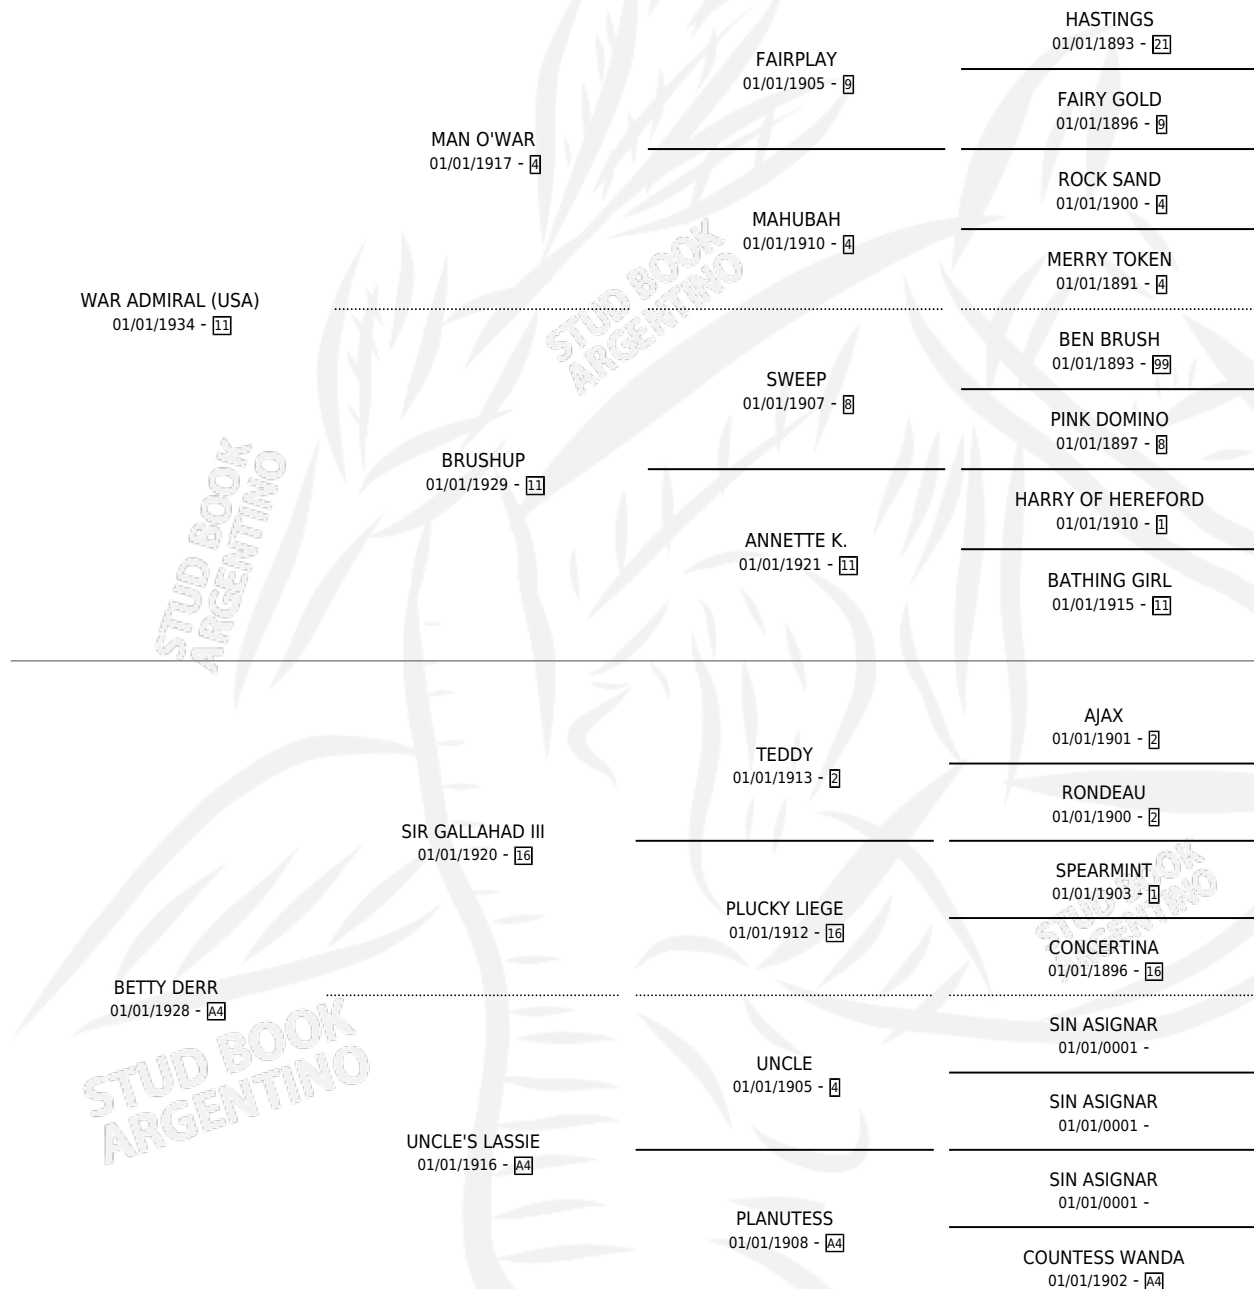 HASTINGS
01/01/1893 - 21
FAIRPLAY
01/01/1905 - 9
FAIRY GOLD
01/01/1896 - 9
MAN O'WAR
01/01/1917 - 4
ROCK SAND
01/01/1900 - 4
MAHUBAH
01/01/1910 - 4
MERRY TOKEN
01/01/1891 - 4
WAR ADMIRAL (USA)
01/01/1934 - 11
STUD BOOK
ARGENTINO
BEN BRUSH
01/01/1893 - 99
SWEEP
01/01/1907 - 8
PINK DOMINO
01/01/1897 - 8
BRUSHUP
01/01/1929 - 11
HARRY OF HEREFORD
01/01/1910 - 1
ANNETTE K.
01/01/1921 - 11
BATHING GIRL
01/01/1915 - 11
STUD BOOK
ARGENTINO
AJAX
01/01/1901 - 2
TEDDY
01/01/1913 - 2
RONDEAU
01/01/1900 - 2
SIR GALLAHAD III
01/01/1920 - 16
SPEARMINT
01/01/1903 - 1
PLUCKY LIEGE
01/01/1912 - 16
STUD BOOK
ARGENTINO
CONCERTINA
01/01/1896 - 16
BETTY DERR
01/01/1928 - A4
STUD BOOK
ARGENTINO
SIN ASIGNAR
01/01/0001 -
UNCLE
01/01/1905 - 4
SIN ASIGNAR
01/01/0001 -
UNCLE'S LASSIE
01/01/1916 - A4
SIN ASIGNAR
01/01/0001 -
PLANUTESS
01/01/1908 - A4
COUNTESS WANDA
01/01/1902 - A4